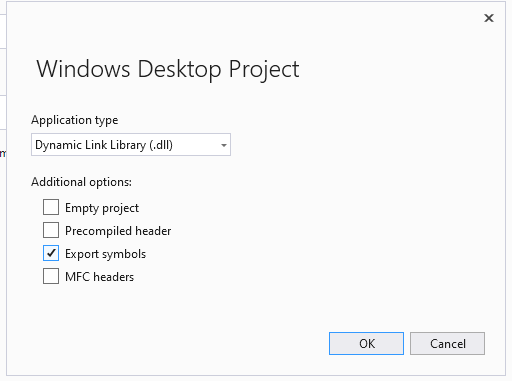 Windows Desktop Project
Application type
Dynamic Link Library (.dll)
Additional options:
Empty project
Precompiled header
Export symbols
MFC headers
OK Cancel